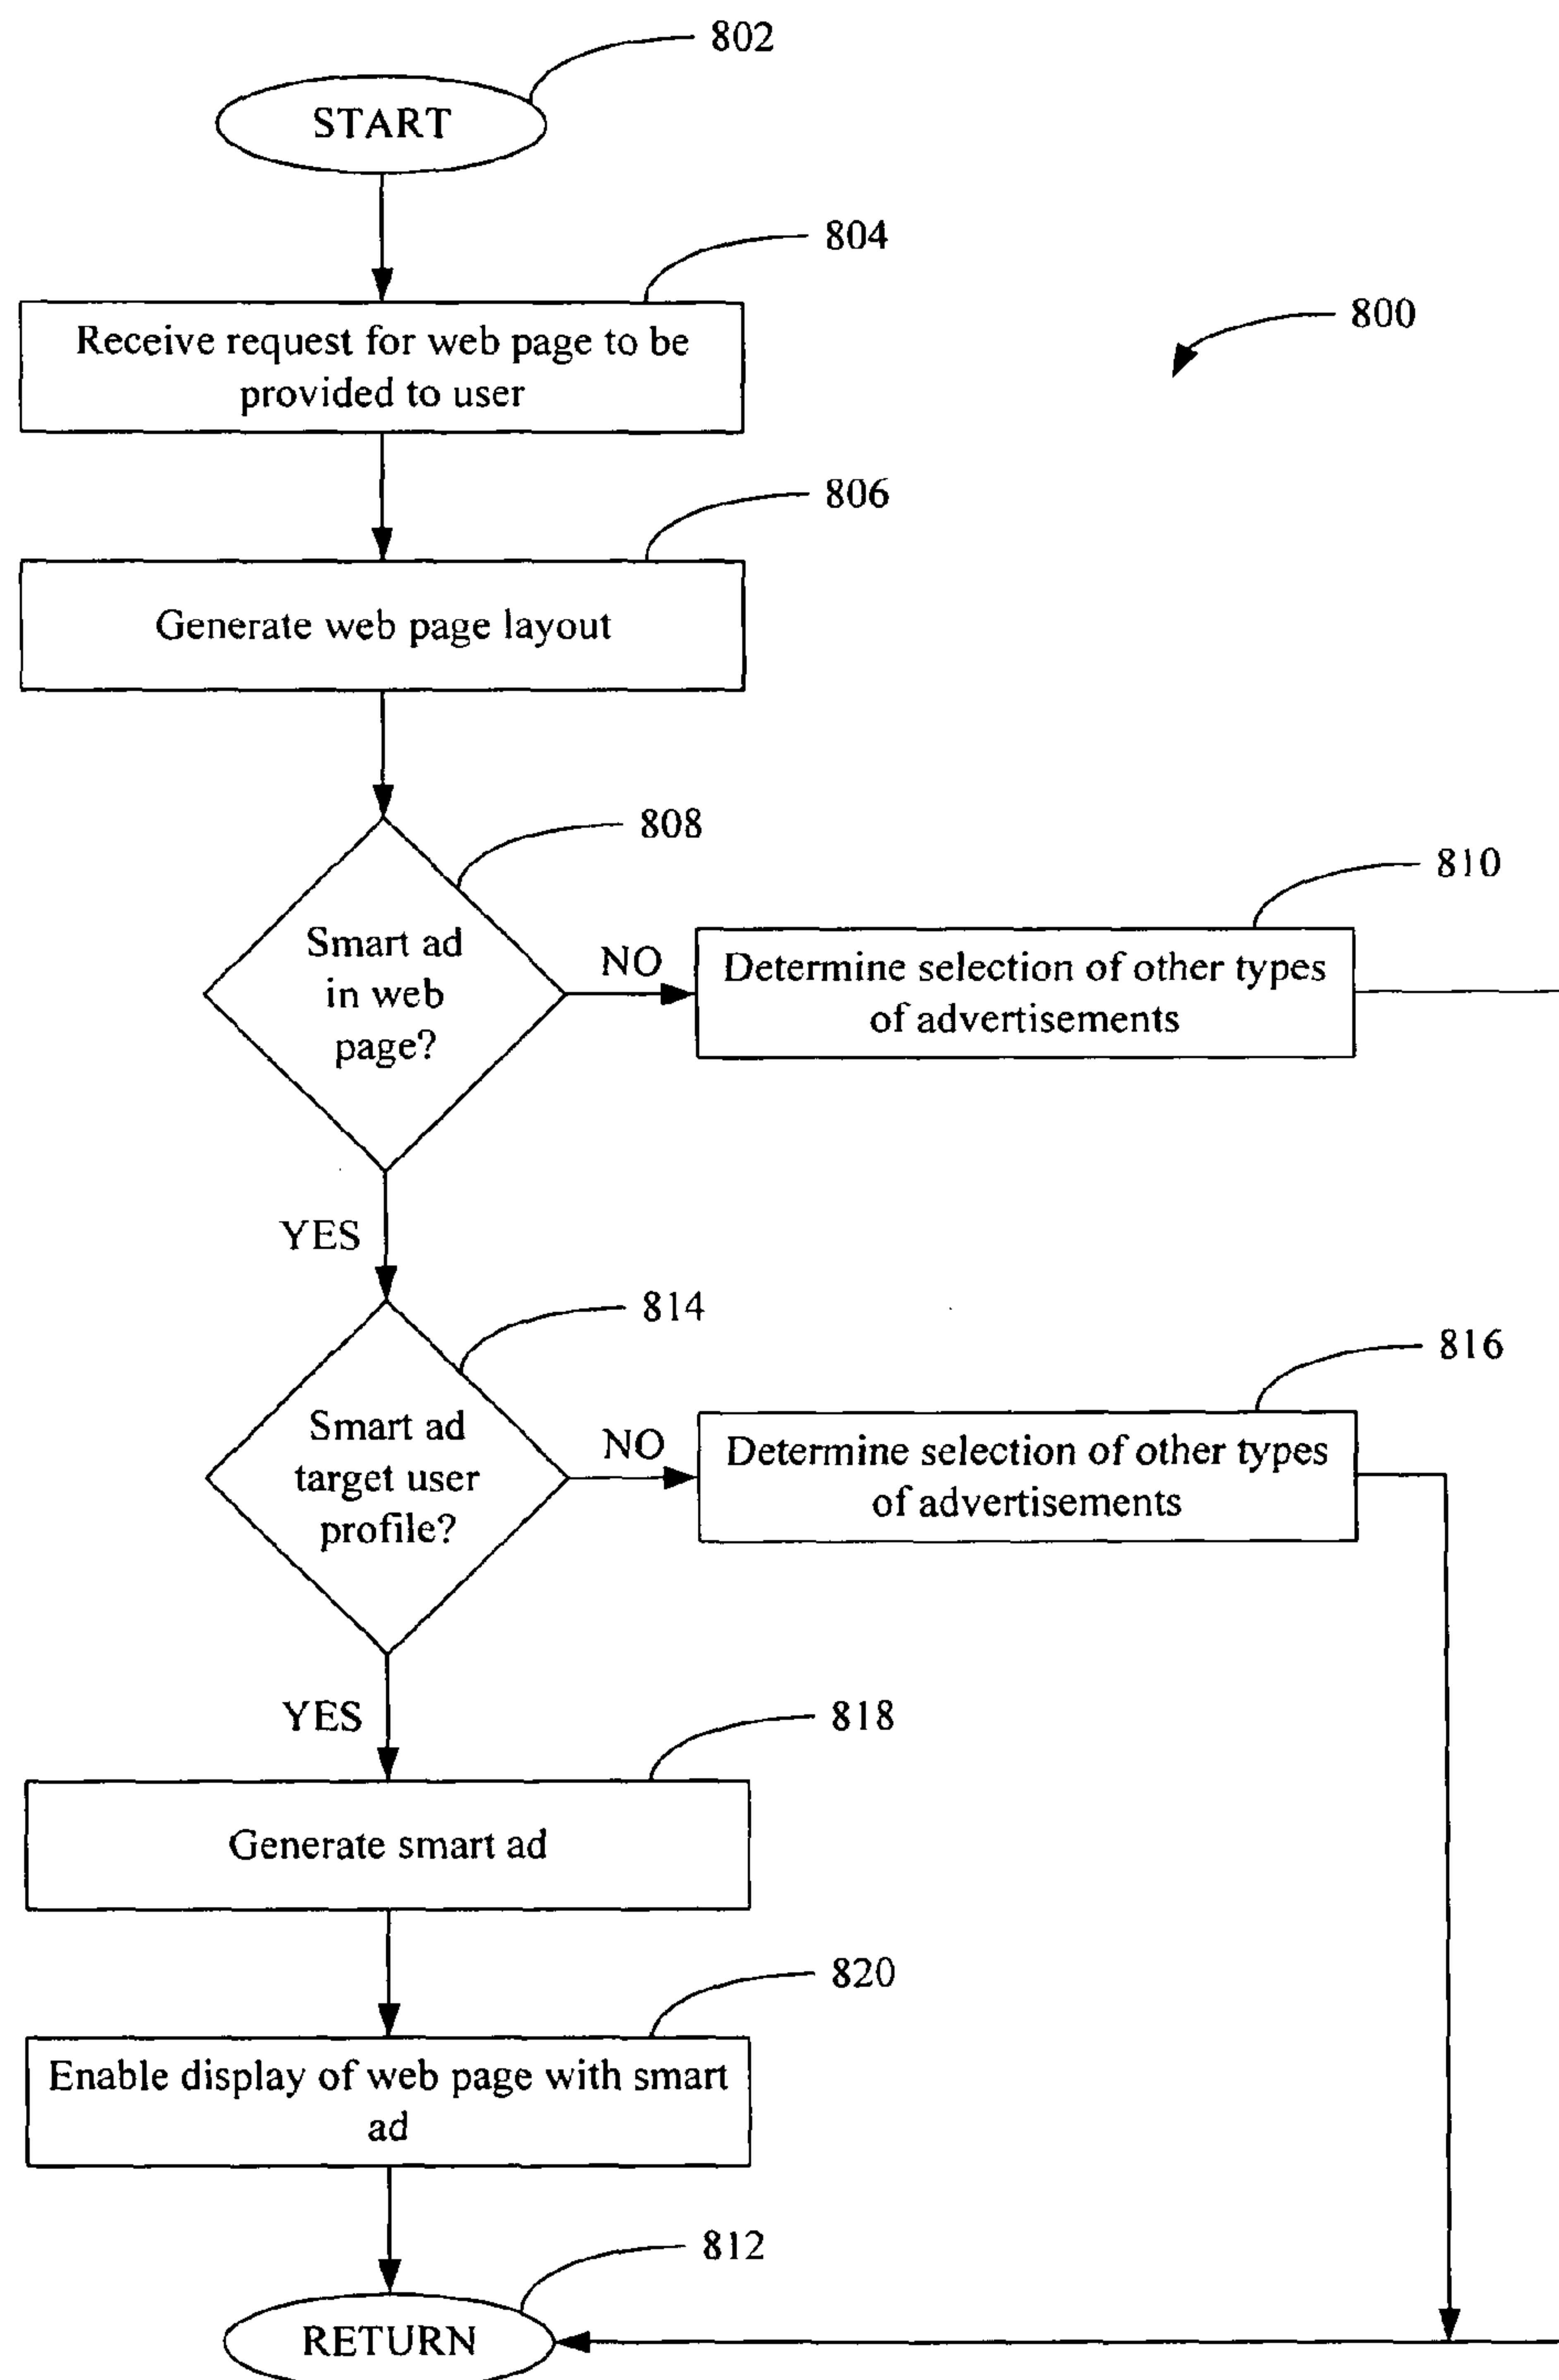 802
START
804
Receive request for web page to be
provided to user
800
806
Generate web page layout
808
Smart ad
in web
page?
NO
810
Determine selection of other types
of advertisements
YES
814
Smart ad
target user
profile?
NO
816
Determine selection of other types
of advertisements
YES
818
Generate smart ad
820
Enable display of web page with smart
ad
812
RETURN